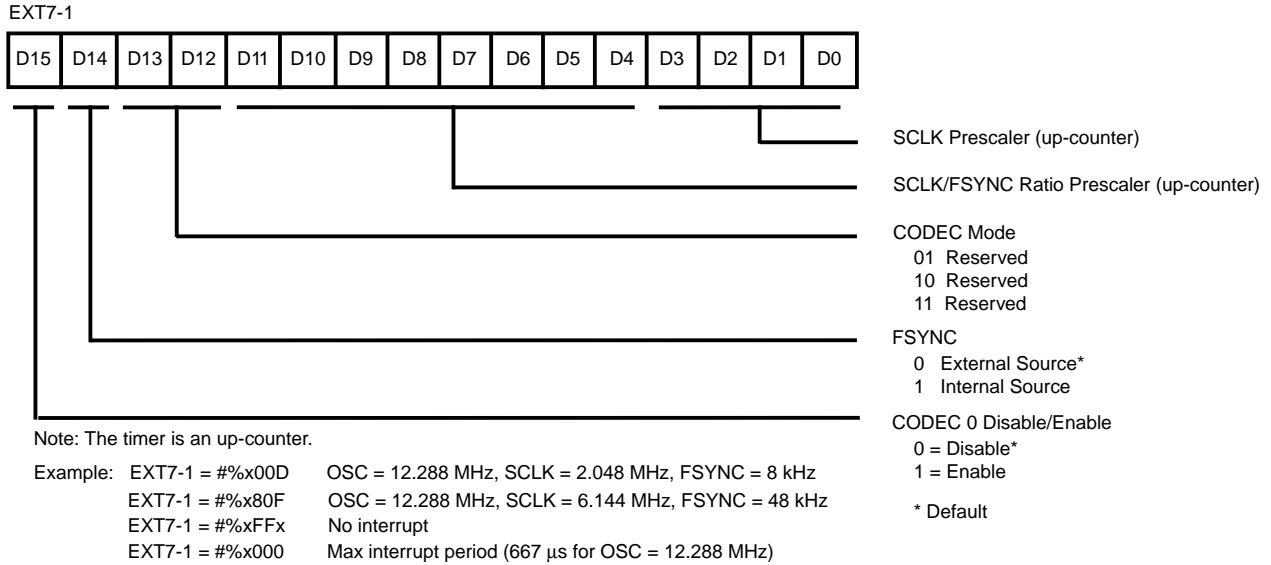 EXT7-1
D15 D14 D13 D12 D11 D10 D9 D8 D7 D6 D5 D4 D3 D2 D1 D0
SCLK Prescaler (up-counter)
SCLK/FSYNC Ratio Prescaler (up-counter)
CODEC Mode
01 Reserved
10 Reserved
11 Reserved
FSYNC
0 External Source*
1 Internal Source
CODEC 0 Disable/Enable
0 = Disable*
1 = Enable
* Default
Note: The timer is an up-counter.
Example: EXT7-1 = #%x00D OSC = 12.288 MHz, SCLK = 2.048 MHz, FSYNC = 8 kHz
EXT7-1 = #%x80F OSC = 12.288 MHz, SCLK = 6.144 MHz, FSYNC = 48 kHz
EXT7-1 = #%xFFx No interrupt
EXT7-1 = #%x000 Max interrupt period (667 μs for OSC = 12.288 MHz)